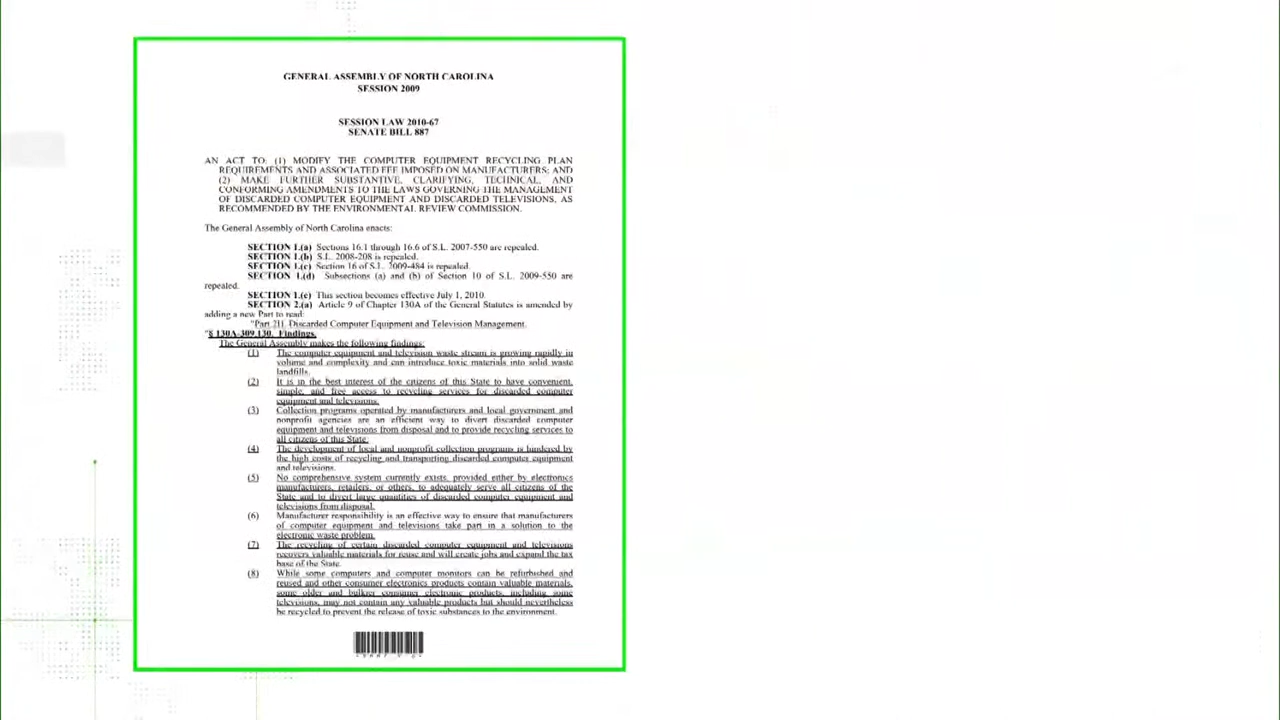 GENERAL ASSEMBLY OF NORTH CAROLINA
SESSION 2009
SESSION LAW 2010-67
SENATE BILL 887
AN ACT TO: (1) MODIFY THE COMPUTER EQUIPMENT RECYCLING PLAN
REQUIREMENTS AND ASSOCIATED FEE IMPOSED ON MANUFACTURERS; AND
(2) MAKE FURTHER SUBSTANTIVE, CLARIFYING, TECHNICAL, AND
CONFORMING AMENDMENTS TO THE LAWS GOVERNING THE MANAGEMENT
OF DISCARDED COMPUTER EQUIPMENT AND DISCARDED TELEVISIONS, AS
RECOMMENDED BY THE ENVIRONMENTAL REVIEW COMMISSION.
The General Assembly of North Carolina enacts:
SECTION 1.(a) Sections 16.1 through 16.6 of S.L. 2007-550 are repealed.
SECTION 1.(b) S.L. 2008-208 is repealed.
SECTION 1.(c) Section 16 of S.L. 2009-484 is repealed.
SECTION 1.(d) Subsections (a) and (b) of Section 10 of S.L. 2009-550 are
repealed.
SECTION 1.(e) This section becomes effective July 1, 2010.
SECTION 2.(a) Article 9 of Chapter 130A of the General Statutes is amended by
adding a new Part to read:
"Part 2H. Discarded Computer Equipment and Television Management.
"§ 130A-309.130. Findings.
The General Assembly makes the following findings:
(1) The computer equipment and television waste stream is growing rapidly in
volume and complexity and can introduce toxic materials into solid waste
landfills.
(2) It is in the best interest of the citizens of this State to have convenient,
simple, and free access to recycling services for discarded computer
equipment and televisions.
(3) Collection programs operated by manufacturers and local government and
nonprofit agencies are an efficient way to divert discarded computer
equipment and televisions from disposal and to provide recycling services to
all citizens of this State.
(4) The development of local and nonprofit collection programs is hindered by
the high costs of recycling and transporting discarded computer equipment
and televisions.
(5) No comprehensive system currently exists, provided either by electronics
manufacturers, retailers, or others, to adequately serve all citizens of the
State and to divert large quantities of discarded computer equipment and
televisions from disposal.
(6) Manufacturer responsibility is an effective way to ensure that manufacturers
of computer equipment and televisions take part in a solution to the
electronic waste problem.
(7) The recycling of certain discarded computer equipment and televisions
recovers valuable materials for reuse and will create jobs and expand the tax
base of the State.
(8) While some computers and computer monitors can be refurbished and
reused and other consumer electronics products contain valuable materials,
some older and bulkier consumer electronic products, including some
televisions, may not contain any valuable products but should nevertheless
be recycled to prevent the release of toxic substances to the environment.